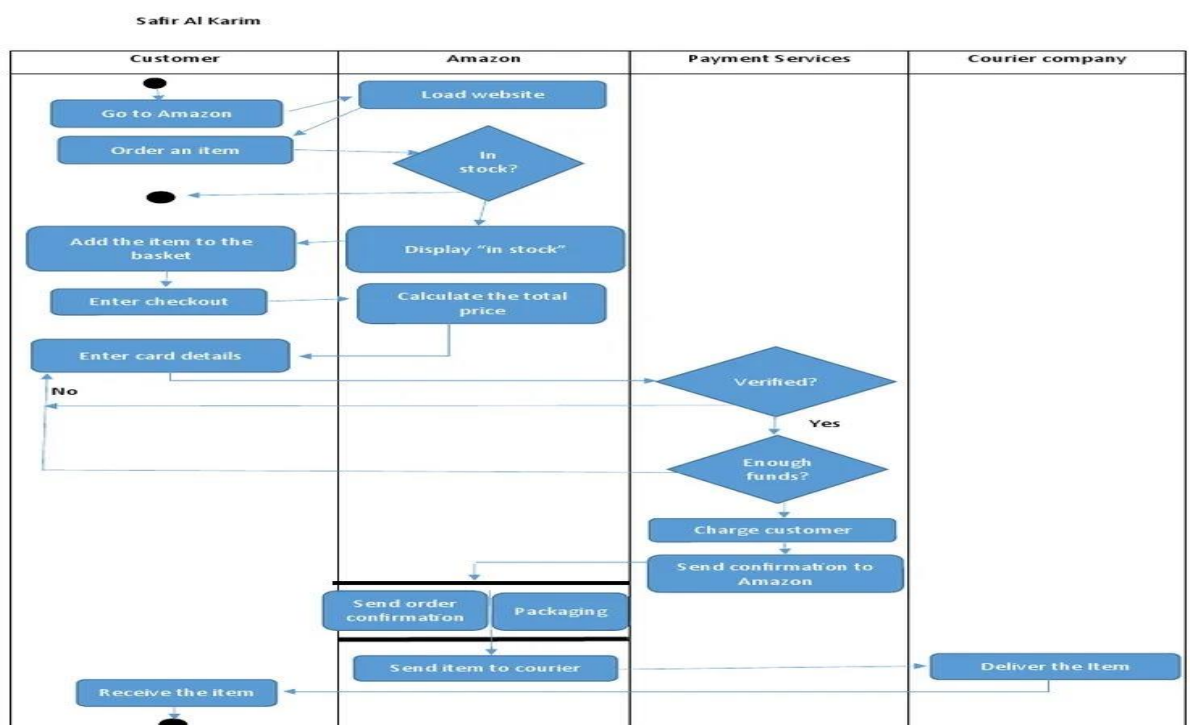 Safir Al Karim
Customer
Amazon
Payment Services
Courier company
Go to Amazon
Load website
Order an item
In
stock?
Add the item to the
basket
Display "in stock"
Enter checkout
Calculate the total
price
Enter card details
Verified?
No
Yes
Enough
funds?
Charge customer
Send confirmation to
Amazon
Send order
confirmation
Packaging
Send item to courier
Deliver the Item
Receive the item